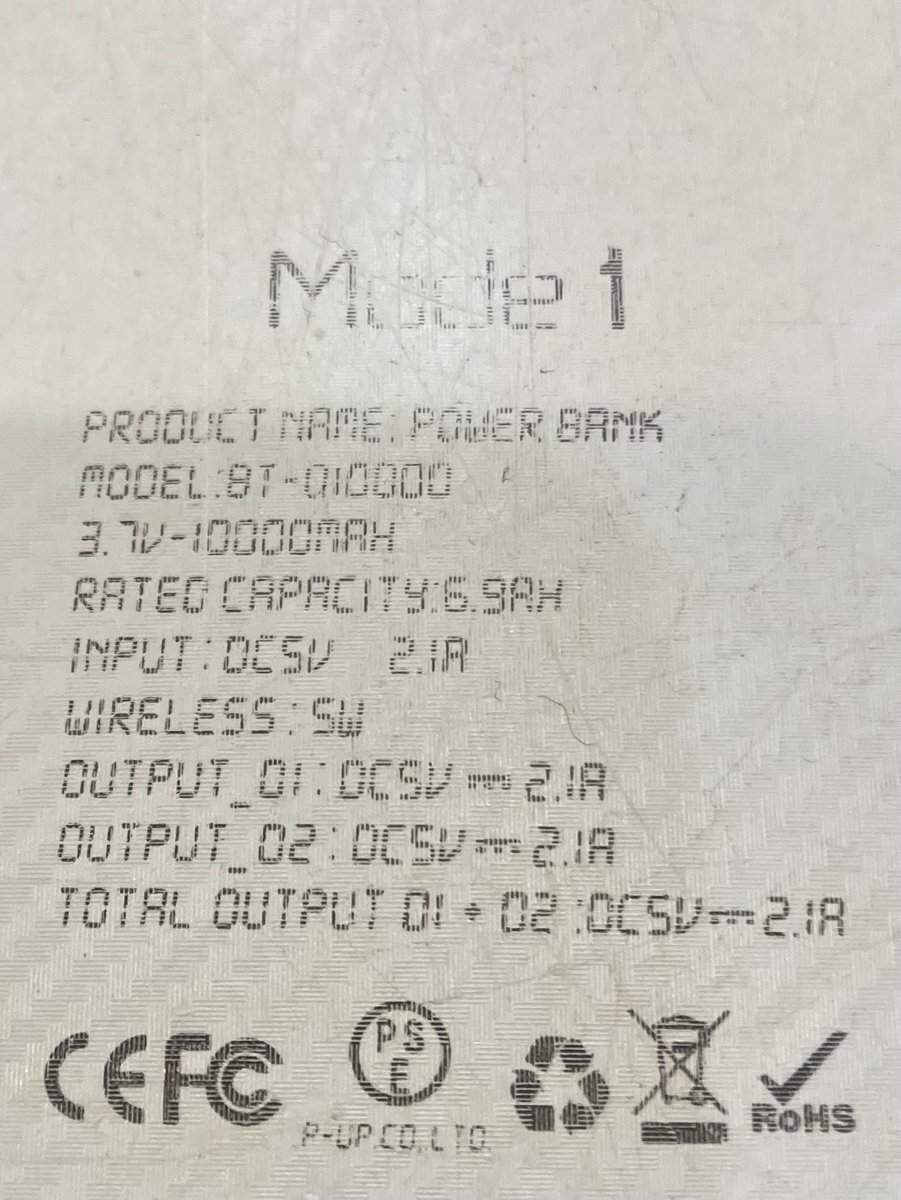 Mode 1
PRODUCT NAME: POWER BANK
MODEL:BT-Q10000
3.7V-10000MAH
RATED CAPACITY:6.9AH
INPUT: DC5V 2.1A
WIRELESS: 5W
OUTPUT_01: DC5V⎓2.1A
OUTPUT_02: DC5V⎓2.1A
TOTAL OUTPUT 01 + 02 :DC5V⎓2.1A
CE FC PSE RoHS
P-UP.CO.,LTD.